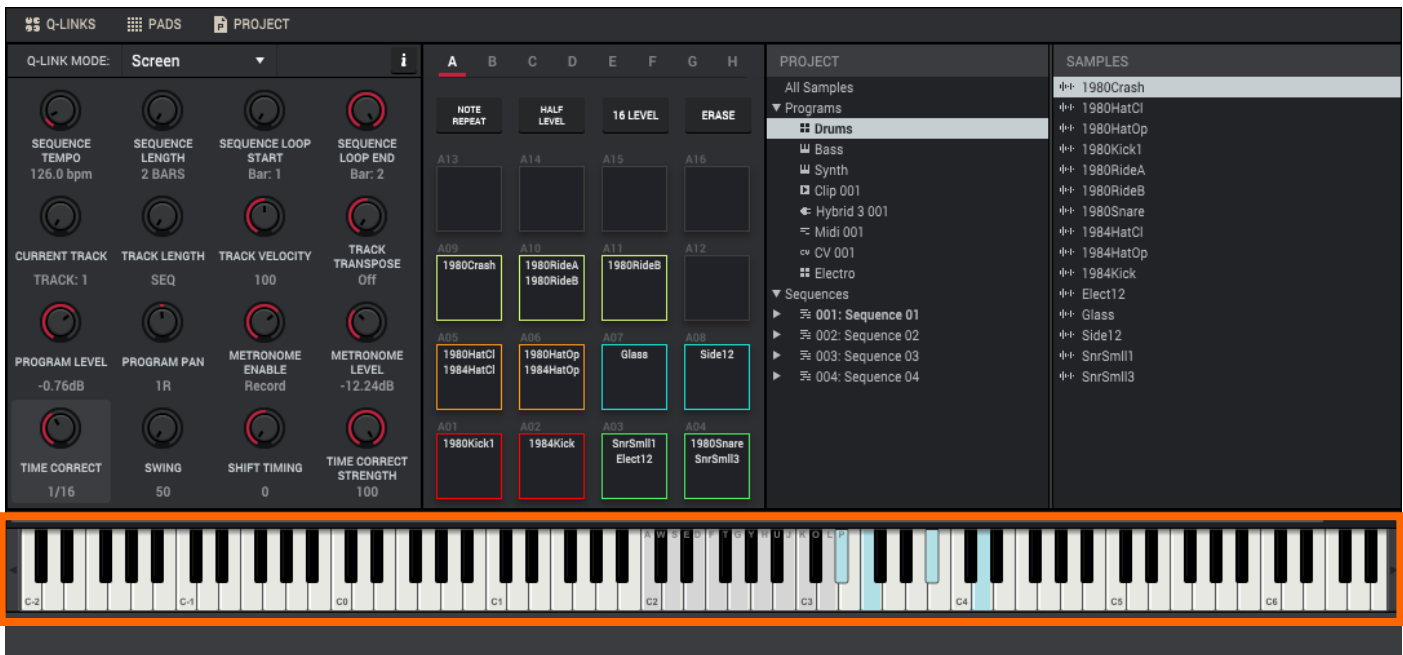 Q-LINKS PADS PROJECT
Q-LINK MODE: Screen i
SEQUENCE TEMPO 126.0 bpm
SEQUENCE LENGTH 2 BARS
SEQUENCE LOOP START Bar: 1
SEQUENCE LOOP END Bar: 2
CURRENT TRACK TRACK: 1
TRACK LENGTH SEQ
TRACK VELOCITY 100
TRACK TRANSPOSE Off
PROGRAM LEVEL -0.76dB
PROGRAM PAN 1R
METRONOME ENABLE Record
METRONOME LEVEL -12.24dB
TIME CORRECT 1/16
SWING 50
SHIFT TIMING 0
TIME CORRECT STRENGTH 100
A B C D E F G H
NOTE REPEAT
HALF LEVEL
16 LEVEL
ERASE
A13 A14 A15 A16
A09 A10 A11 A12
1980Crash 1980RideA 1980RideB
1980RideB
A05 A06 A07 A08
1980HatCl 1980HatOp Glass Side12
1984HatCl 1984HatOp
A01 A02 A03 A04
1980Kick1 1984Kick SnrSmll1 1980Snare
Elect12 SnrSmll3
PROJECT
All Samples
Programs
Drums
Bass
Synth
Clip 001
Hybrid 3 001
Midi 001
CV CV 001
Electro
Sequences
001: Sequence 01
002: Sequence 02
003: Sequence 03
004: Sequence 04
SAMPLES
1980Crash
1980HatCl
1980HatOp
1980Kick1
1980RideA
1980RideB
1980Snare
1984HatCl
1984HatOp
1984Kick
Elect12
Glass
Side12
SnrSmll1
SnrSmll3
A W S E D F T G Y H U J K O L P
C-2 C-1 C0 C1 C2 C3 C4 C5 C6